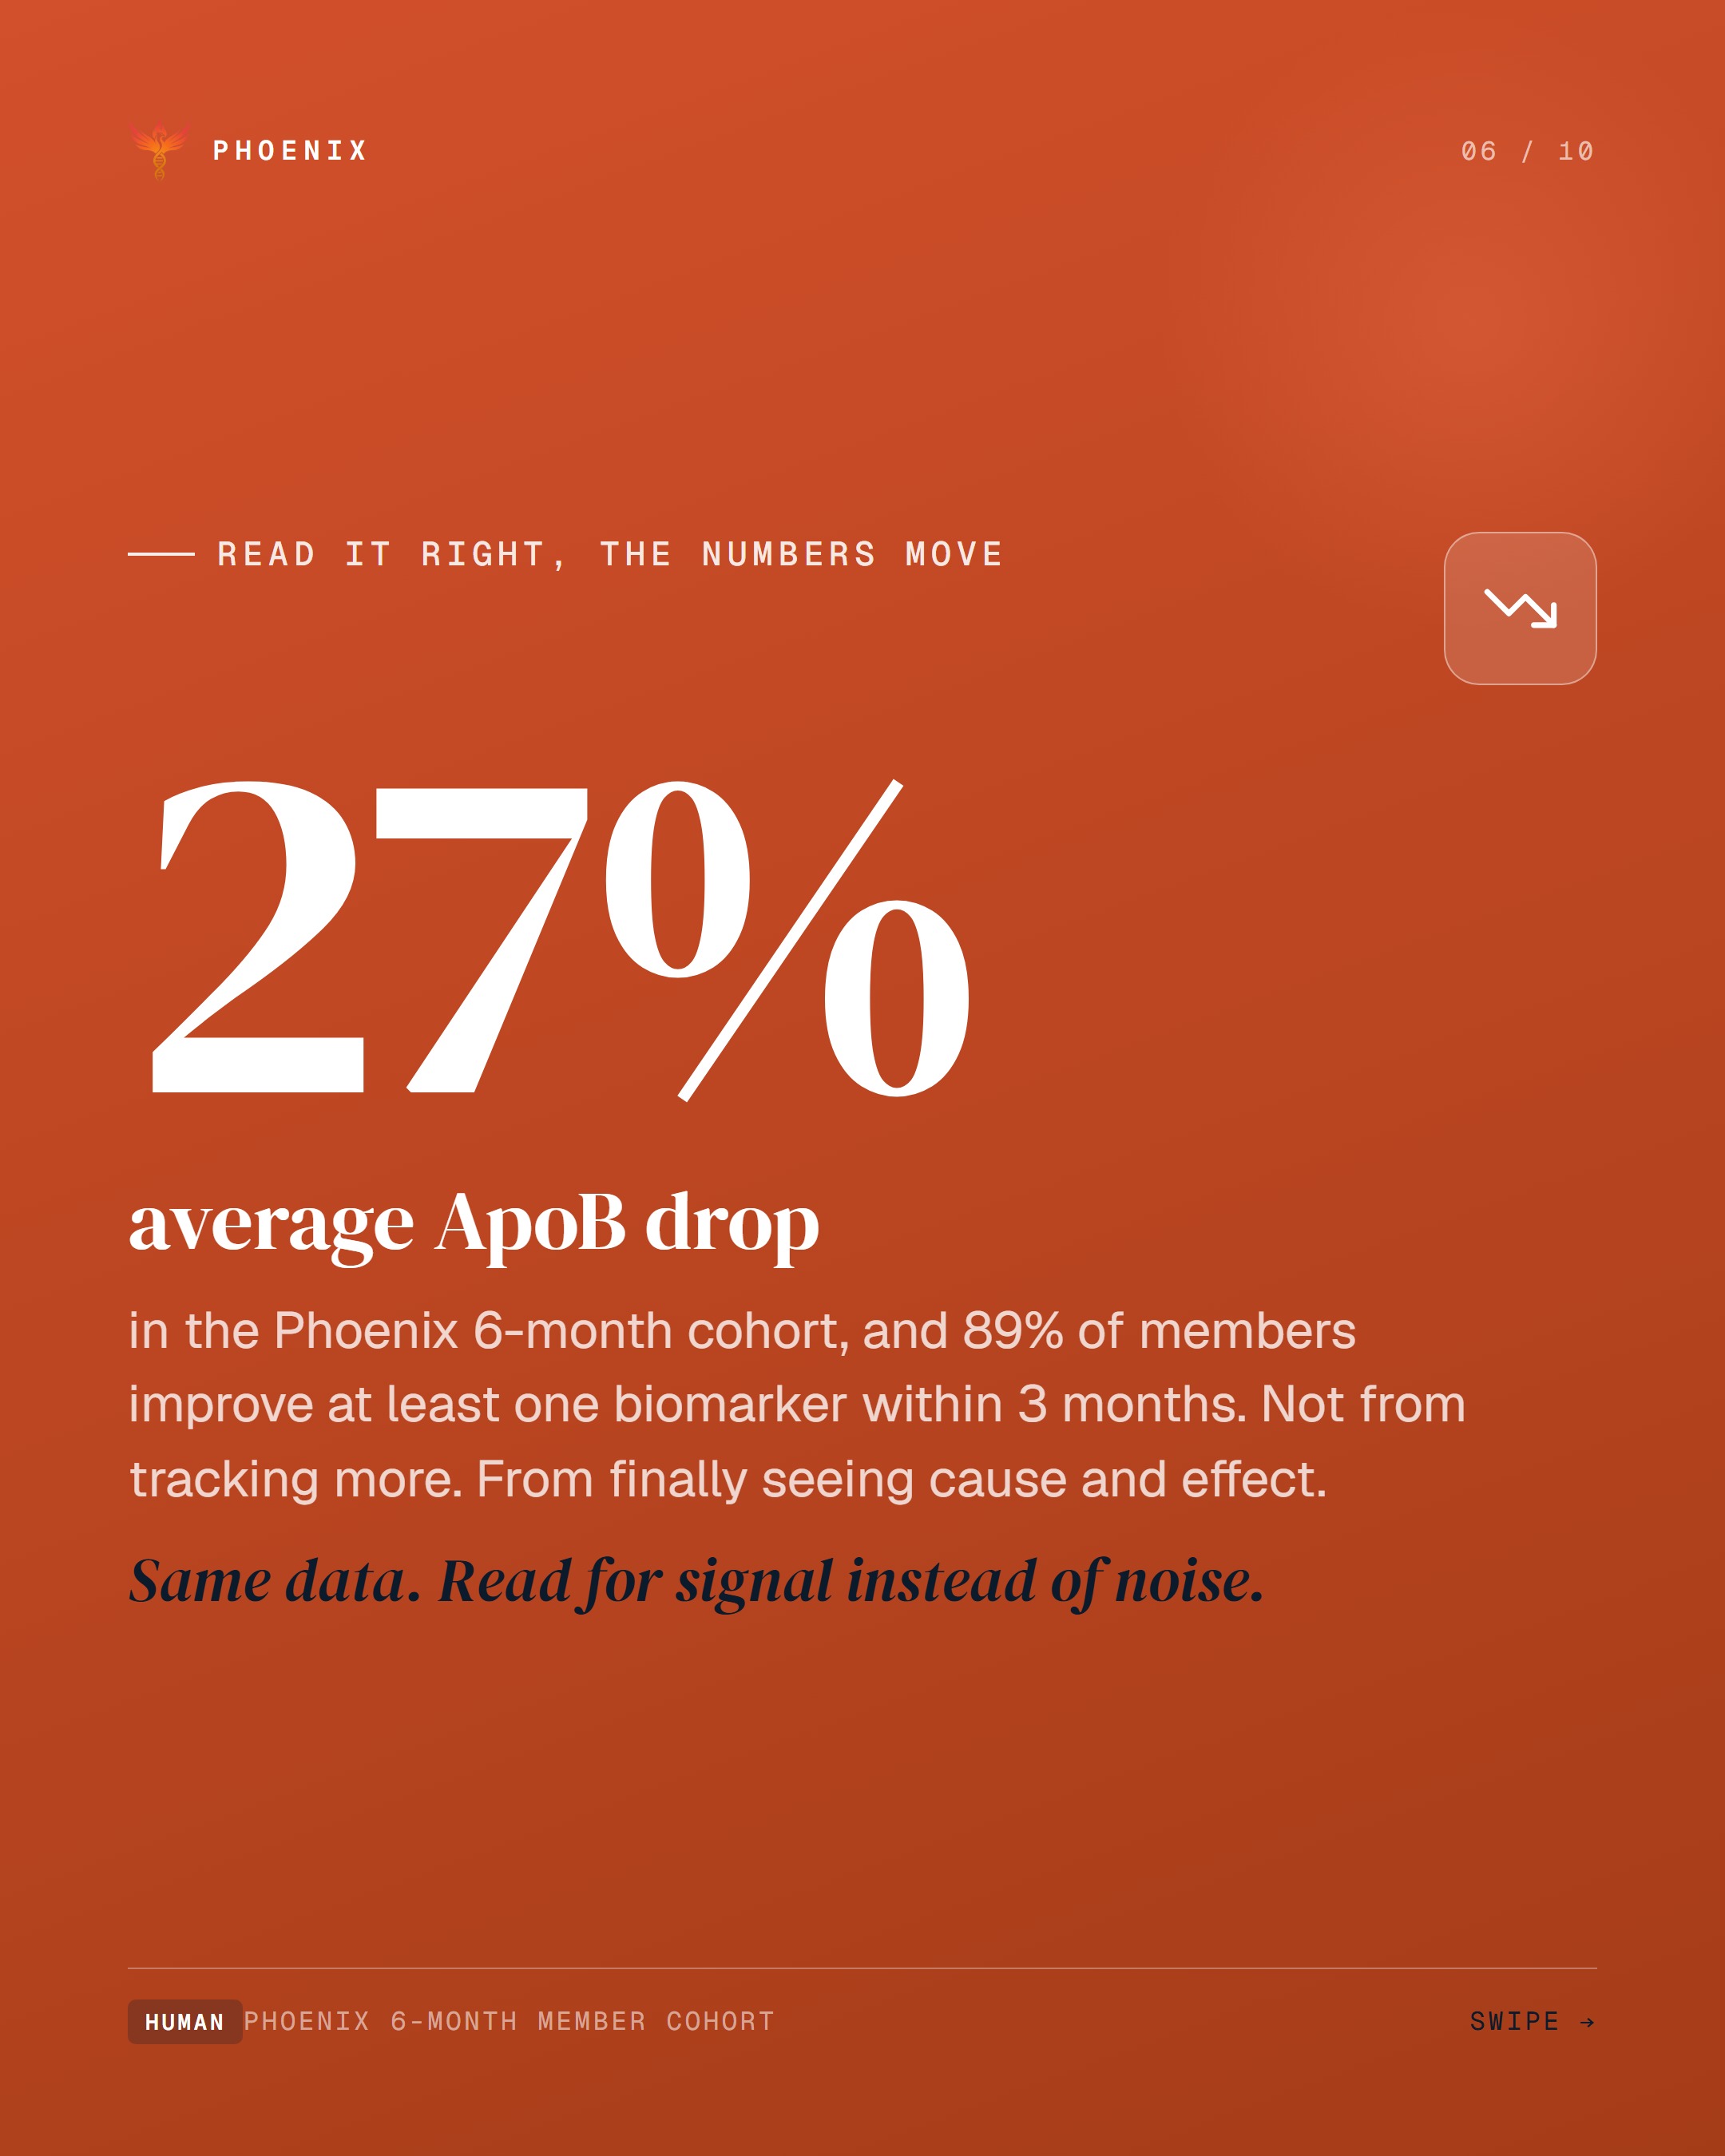 PHOENIX
06 / 10
READ IT RIGHT, THE NUMBERS MOVE
27%
average ApoB drop
in the Phoenix 6-month cohort, and 89% of members
improve at least one biomarker within 3 months. Not from
tracking more. From finally seeing cause and effect.
Same data. Read for signal instead of noise.
HUMAN PHOENIX 6-MONTH MEMBER COHORT
SWIPE →